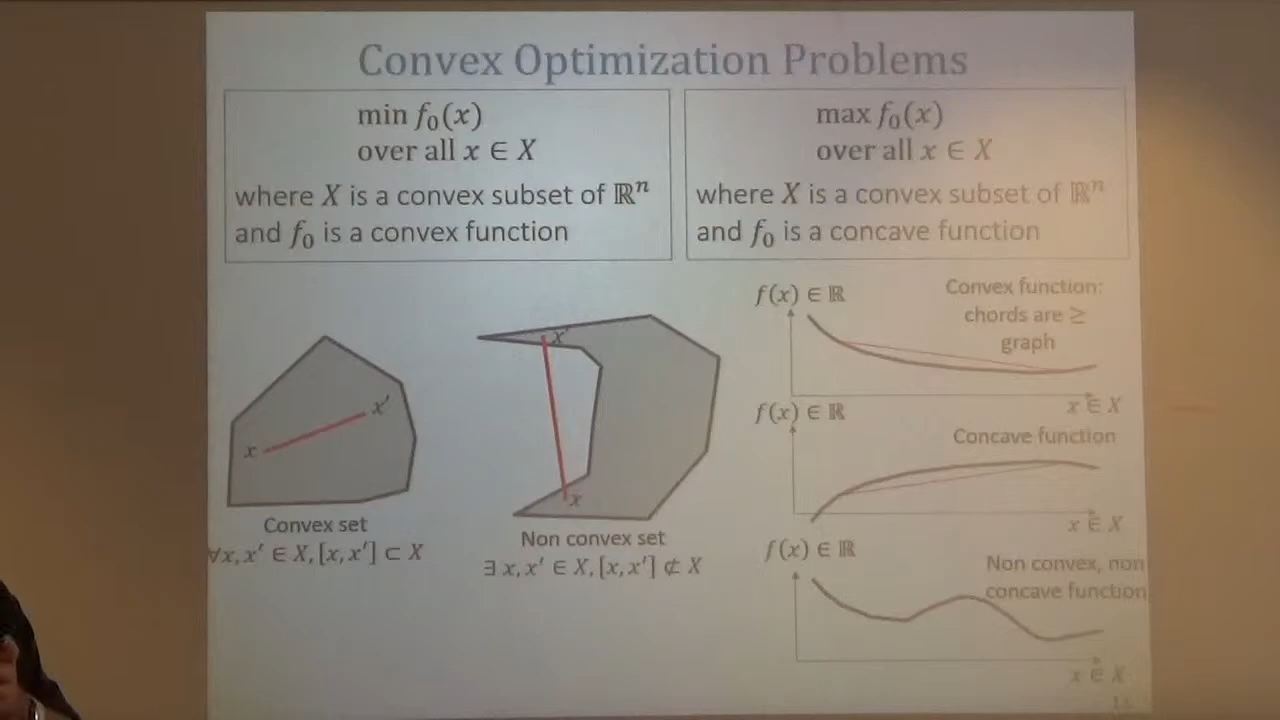 Convex Optimization Problems
min f₀(x)
over all x ∈ X
where X is a convex subset of ℝⁿ
and f₀ is a convex function
max f₀(x)
over all x ∈ X
where X is a convex subset of ℝⁿ
and f₀ is a concave function
x
x′
Convex set
∀x, x′ ∈ X, [x, x′] ⊂ X
x′
x
Non convex set
∃ x, x′ ∈ X, [x, x′] ⊄ X
f(x) ∈ ℝ
Convex function:
chords are ≥
graph
x ∈ X
f(x) ∈ ℝ
Concave function
x ∈ X
f(x) ∈ ℝ
Non convex, non
concave function
x ∈ X